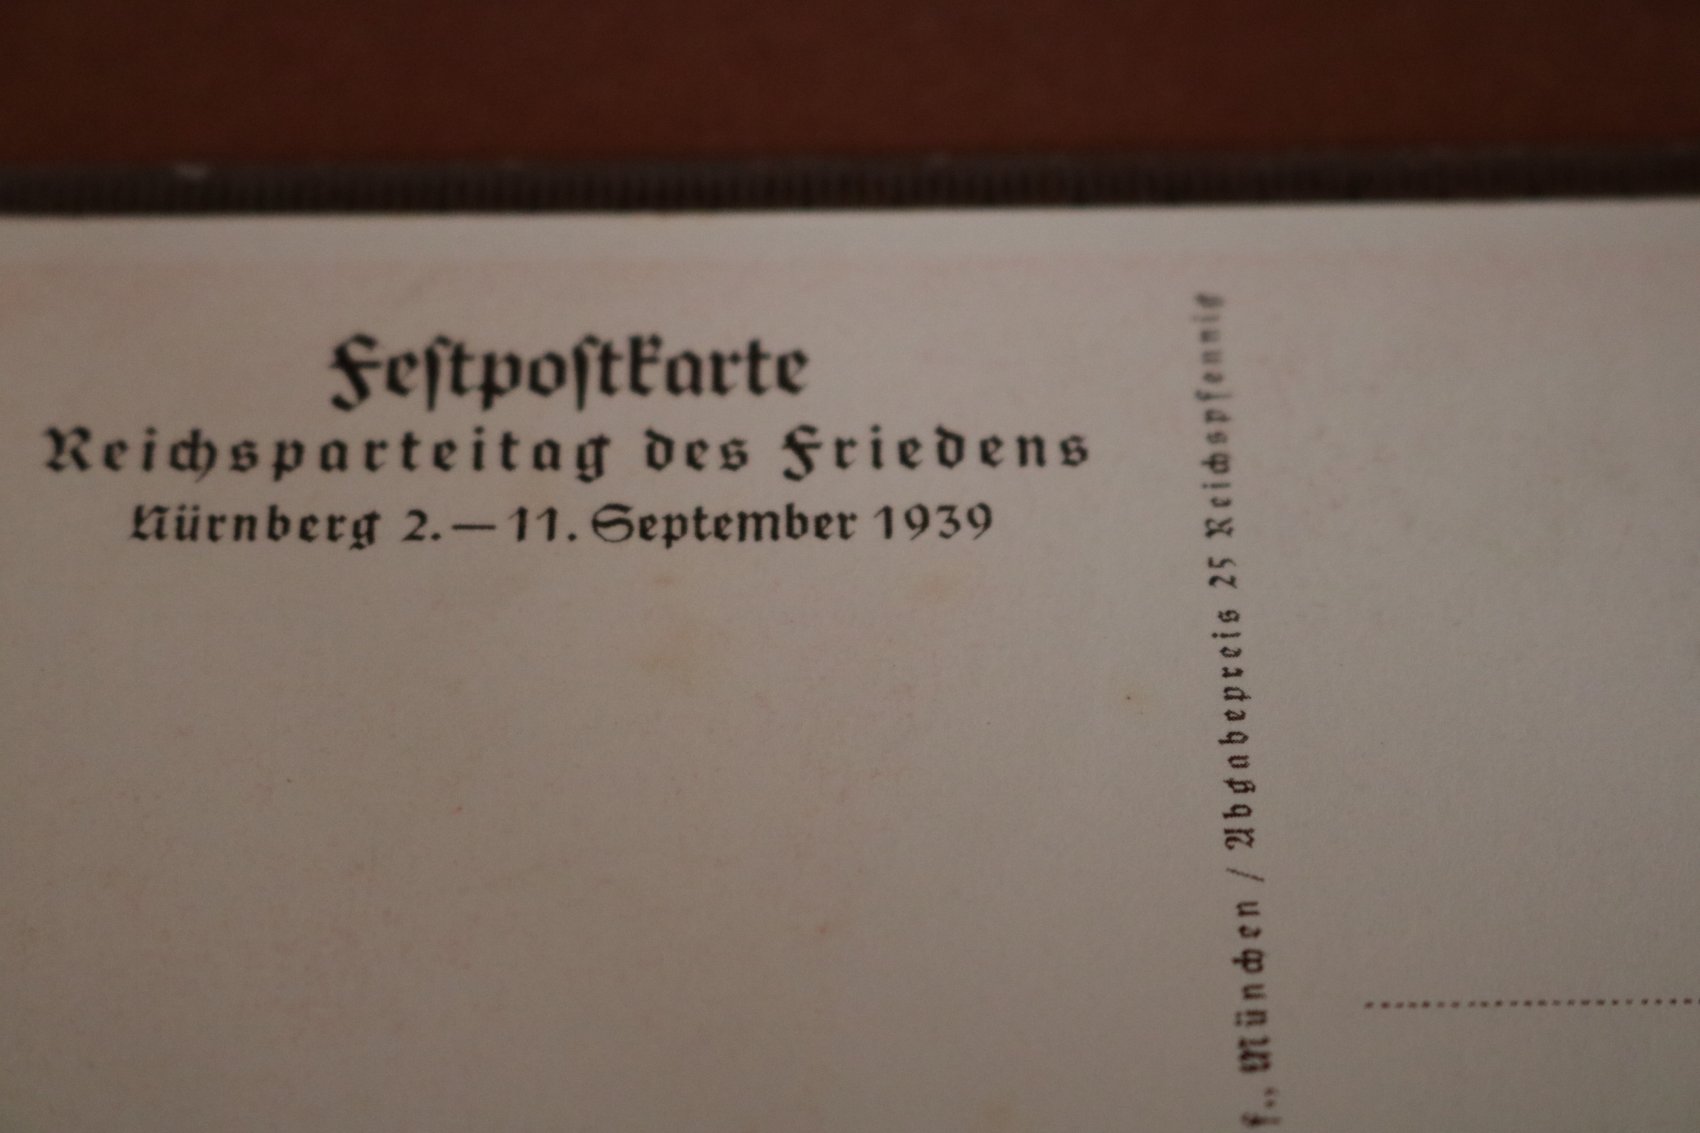 Feſtpoſtkarte
Reichsparteitag des Friedens
Nürnberg 2.—11. September 1939
f., München / Abgabepreis 25 Reichspfennig